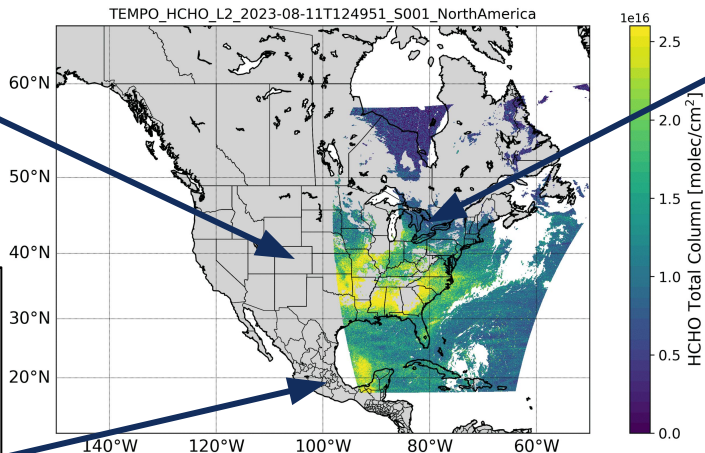 TEMPO_HCHO_L2_2023-08-11T124951_S001_NorthAmerica
1e16
60°N
50°N
40°N
30°N
20°N
140°W 120°W 100°W 80°W 60°W
2.5
2.0
1.5
1.0
0.5
0.0
HCHO Total Column [molec/cm²]